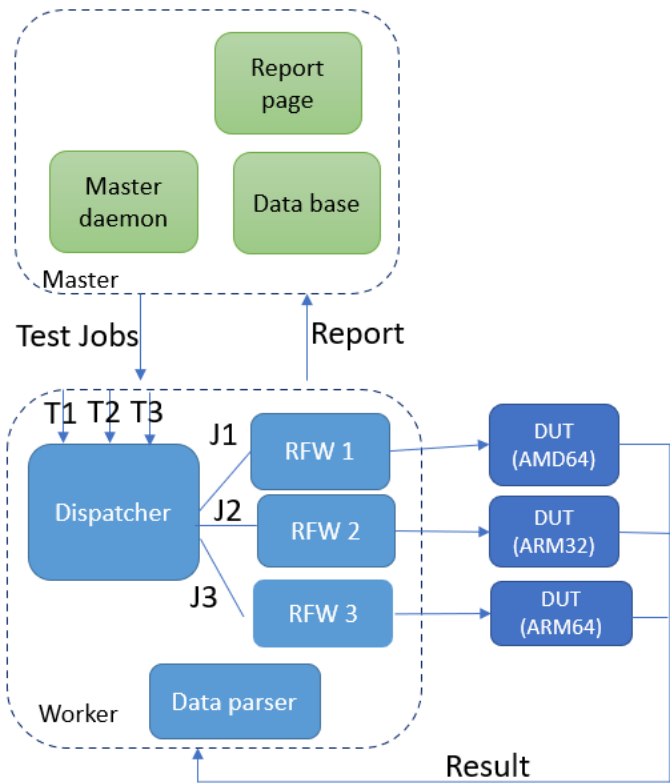 Report
page
Master
daemon
Data base
Master
Test Jobs
Report
T1 T2 T3
J1
RFW 1
DUT
(AMD64)
Dispatcher
J2
RFW 2
DUT
(ARM32)
J3
RFW 3
DUT
(ARM64)
Data parser
Worker
Result